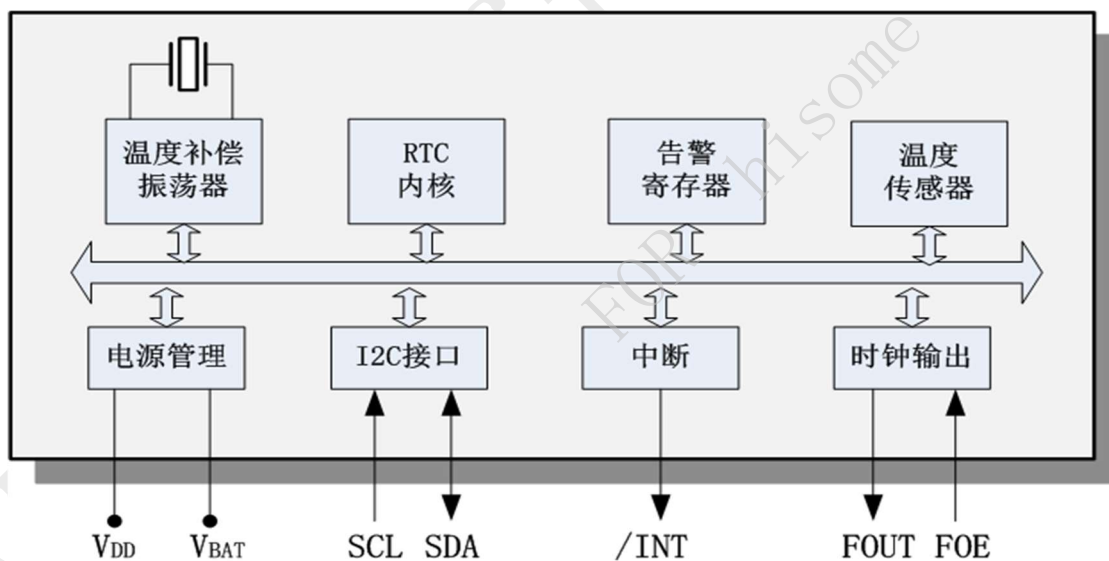 温度补偿
振荡器
RTC
内核
告警
寄存器
温度
传感器
电源管理
I2C接口
中断
时钟输出
VDD
VBAT
SCL
SDA
/INT
FOUT
FOE
FOR hisome